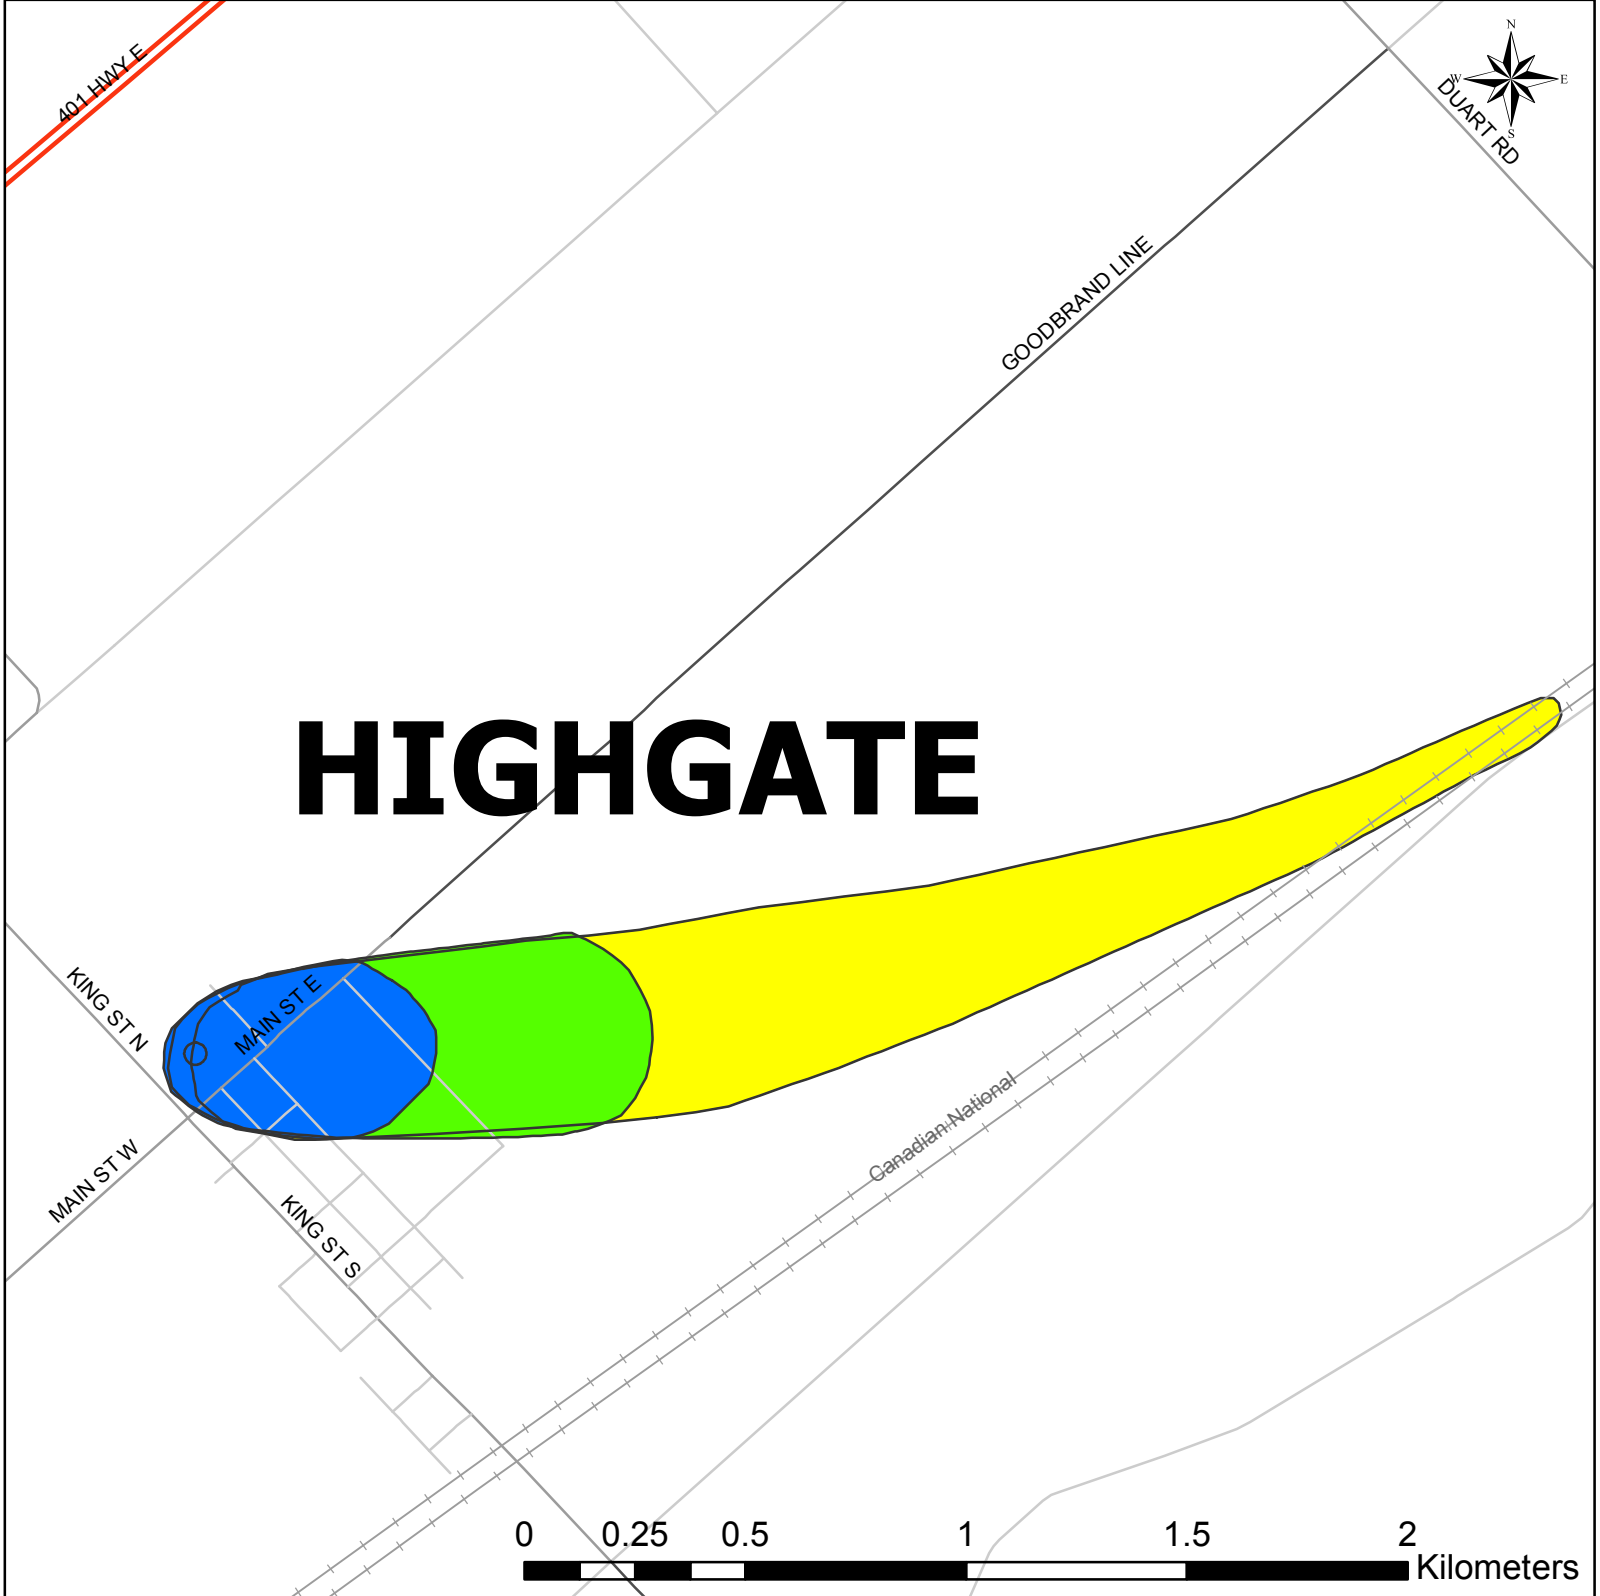 401 HWY E
N
W
E
S
DUART RD
GOODBRAND LINE
HIGHGATE
KING ST N
MAIN ST E
MAIN ST W
KING ST S
Canadian National
0 0.25 0.5 1 1.5 2
Kilometers